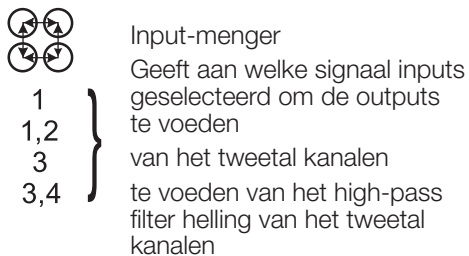 Input-menger
Geeft aan welke signaal inputs
1 geselecteerd om de outputs
1,2 te voeden
3 van het tweetal kanalen
3,4 te voeden van het high-pass
filter helling van het tweetal
kanalen